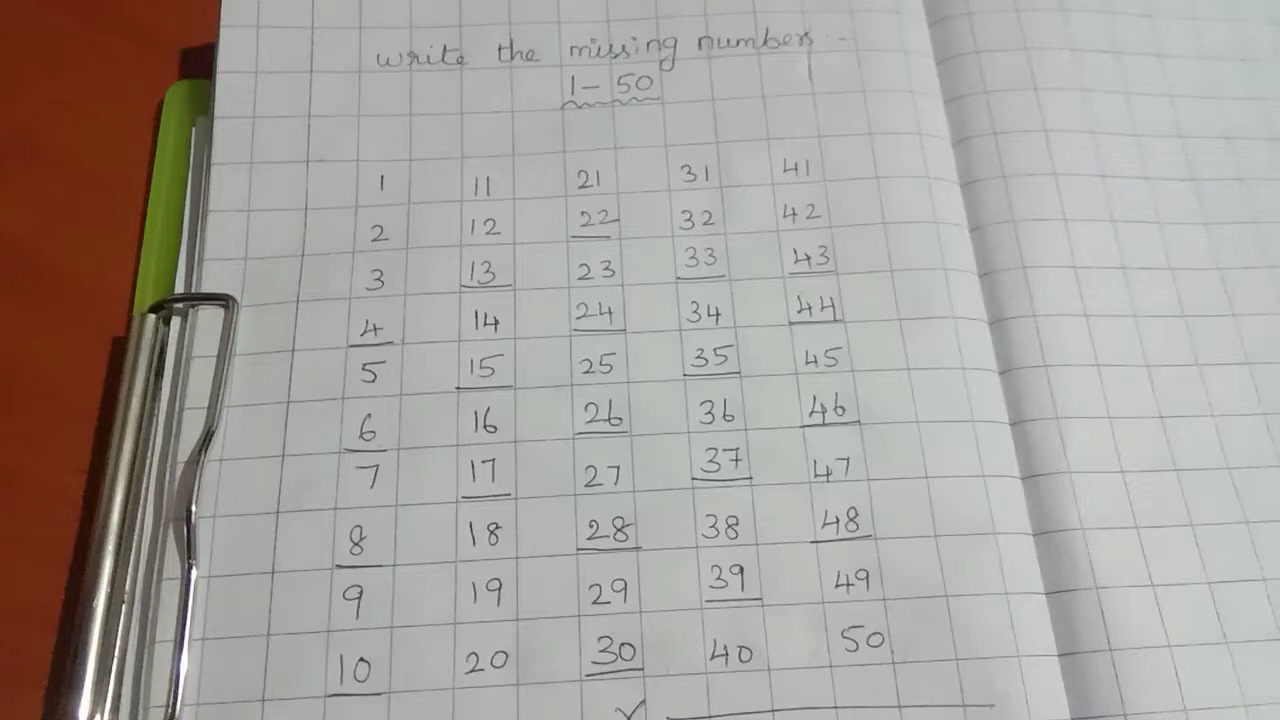 write the missing numbers
1 - 50
1 11 21 31 41
2 12 22 32 42
3 13 23 33 43
4 14 24 34 44
5 15 25 35 45
6 16 26 36 46
7 17 27 37 47
8 18 28 38 48
9 19 29 39 49
10 20 30 40 50